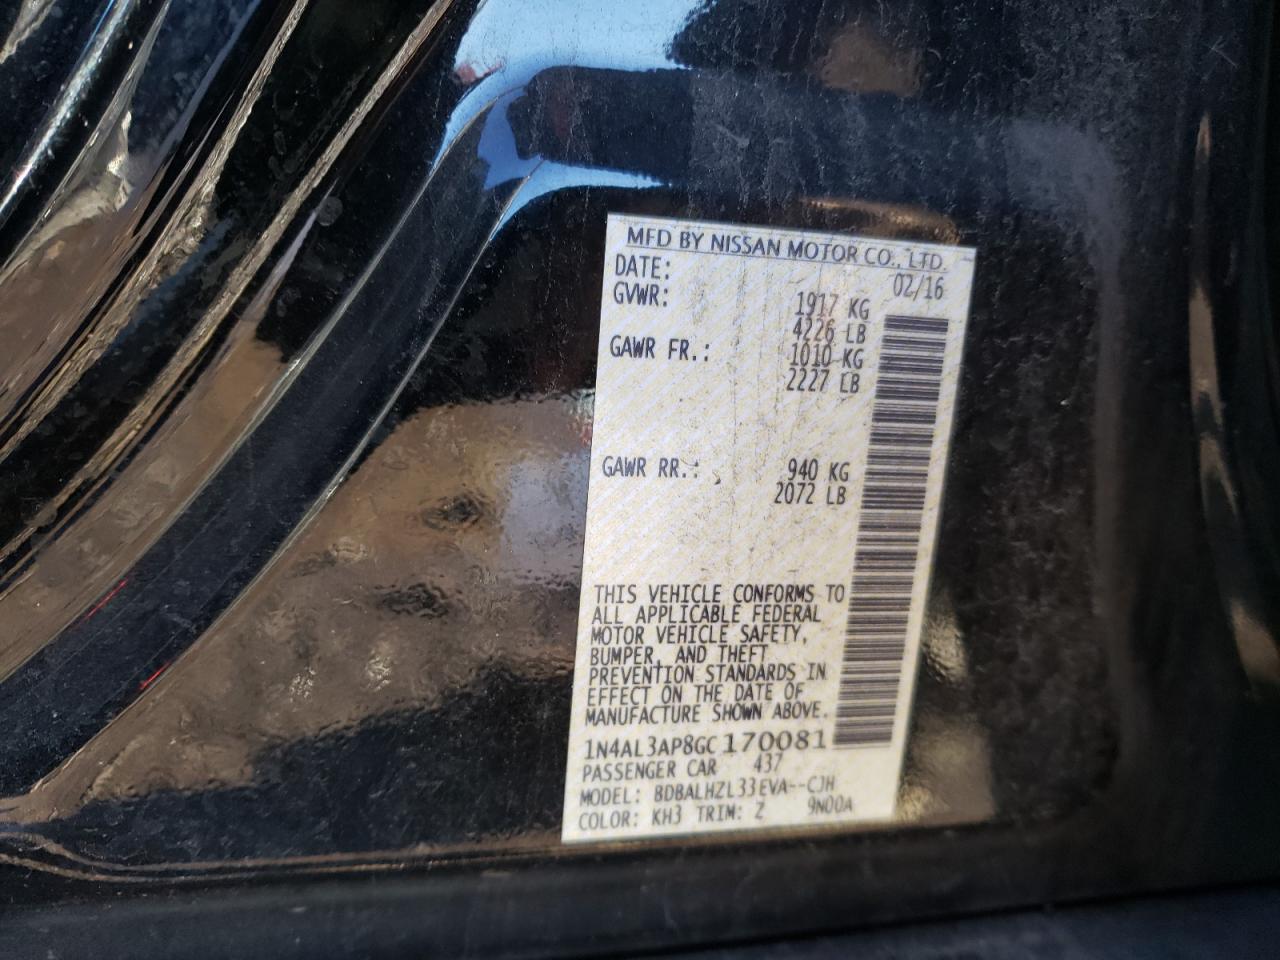 MFD BY NISSAN MOTOR CO., LTD.
DATE: 02/16
GVWR: 1917 KG
4226 LB
GAWR FR.: 1010 KG
2227 LB
GAWR RR.: 940 KG
2072 LB
THIS VEHICLE CONFORMS TO
ALL APPLICABLE FEDERAL
MOTOR VEHICLE SAFETY,
BUMPER, AND THEFT
PREVENTION STANDARDS IN
EFFECT ON THE DATE OF
MANUFACTURE SHOWN ABOVE.
1N4AL3AP8GC170081
PASSENGER CAR 437
MODEL: BDBALHZL33EVA--CJH
COLOR: KH3 TRIM: Z 9N00A